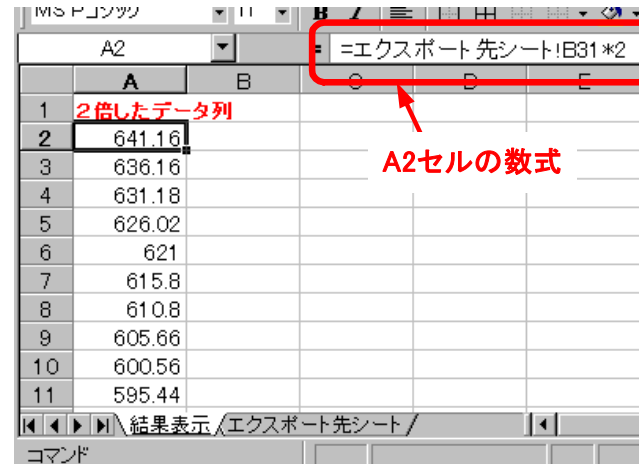 MS Pゴシック 11 B I
A2 = =エクスポート先シート!B31*2
A B C D E
1 2倍したデータ列
2 641.16
A2セルの数式
3 636.16
4 631.18
5 626.02
6 621
7 615.8
8 610.8
9 605.66
10 600.56
11 595.44
結果表示 エクスポート先シート
コマンド